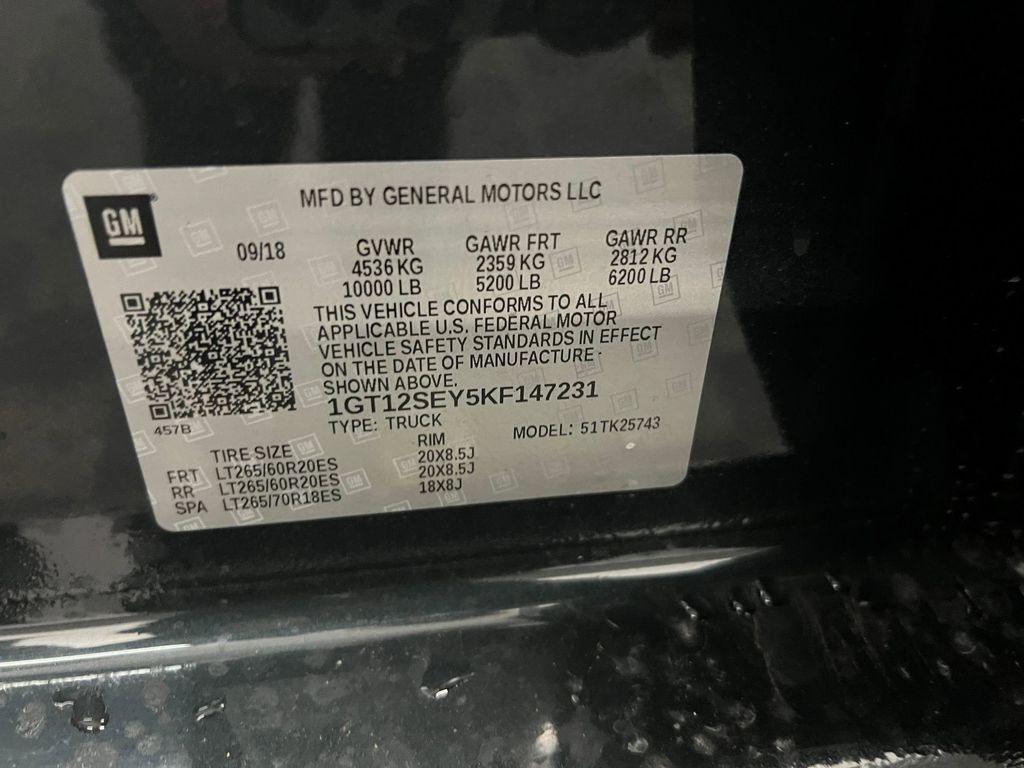 GM
MFD BY GENERAL MOTORS LLC
09/18
GVWR GAWR FRT GAWR RR
4536 KG 2359 KG 2812 KG
10000 LB 5200 LB 6200 LB
THIS VEHICLE CONFORMS TO ALL
APPLICABLE U.S. FEDERAL MOTOR
VEHICLE SAFETY STANDARDS IN EFFECT
ON THE DATE OF MANUFACTURE
SHOWN ABOVE.
1GT12SEY5KF147231
457B
TYPE: TRUCK MODEL: 51TK25743
TIRE SIZE RIM
FRT LT265/60R20ES 20X8.5J
RR LT265/60R20ES 20X8.5J
SPA LT265/70R18ES 18X8J